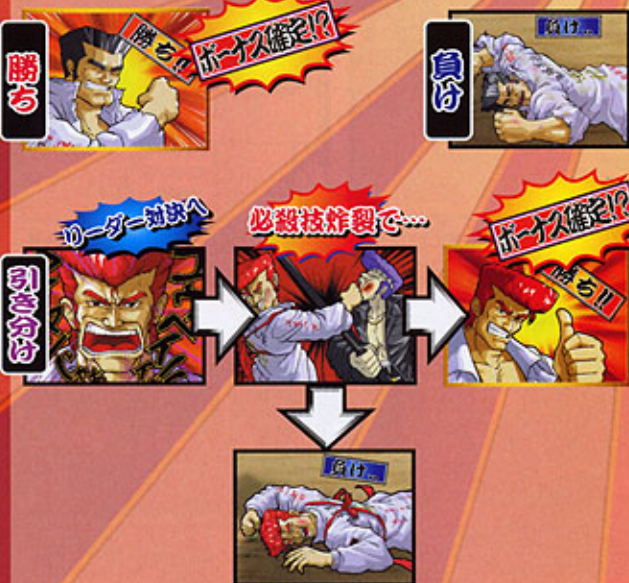 勝ち
勝ち!!
ボーナス確定!?
負け
負け…
リーダー対決へ
必殺技炸裂で…
ボーナス確定!?
引き分け
勝ち!!
負け…